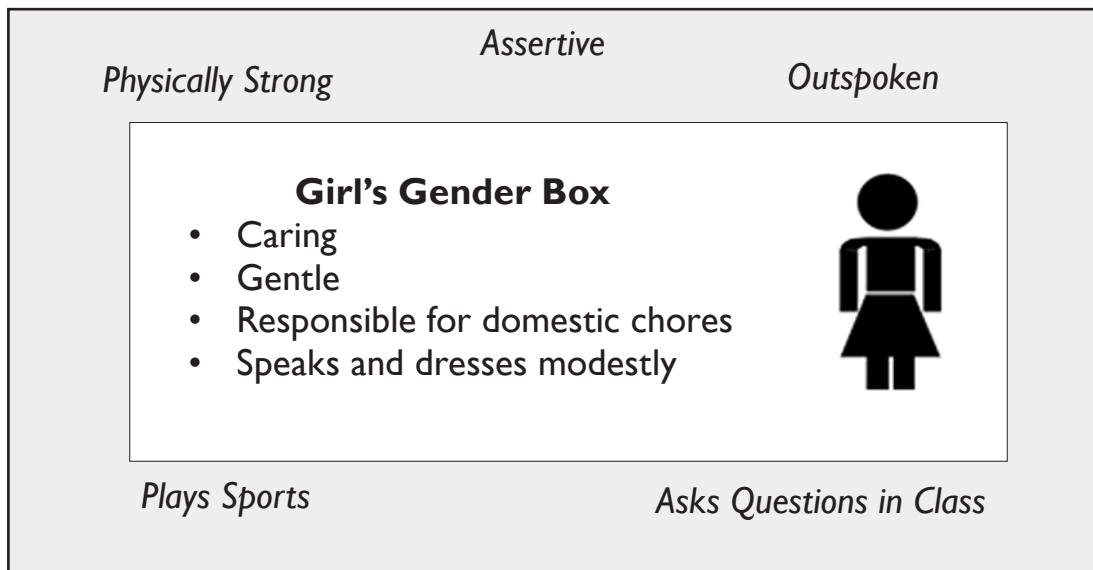 Assertive
Physically Strong
Outspoken
Girl's Gender Box
• Caring
• Gentle
• Responsible for domestic chores
• Speaks and dresses modestly
Plays Sports
Asks Questions in Class